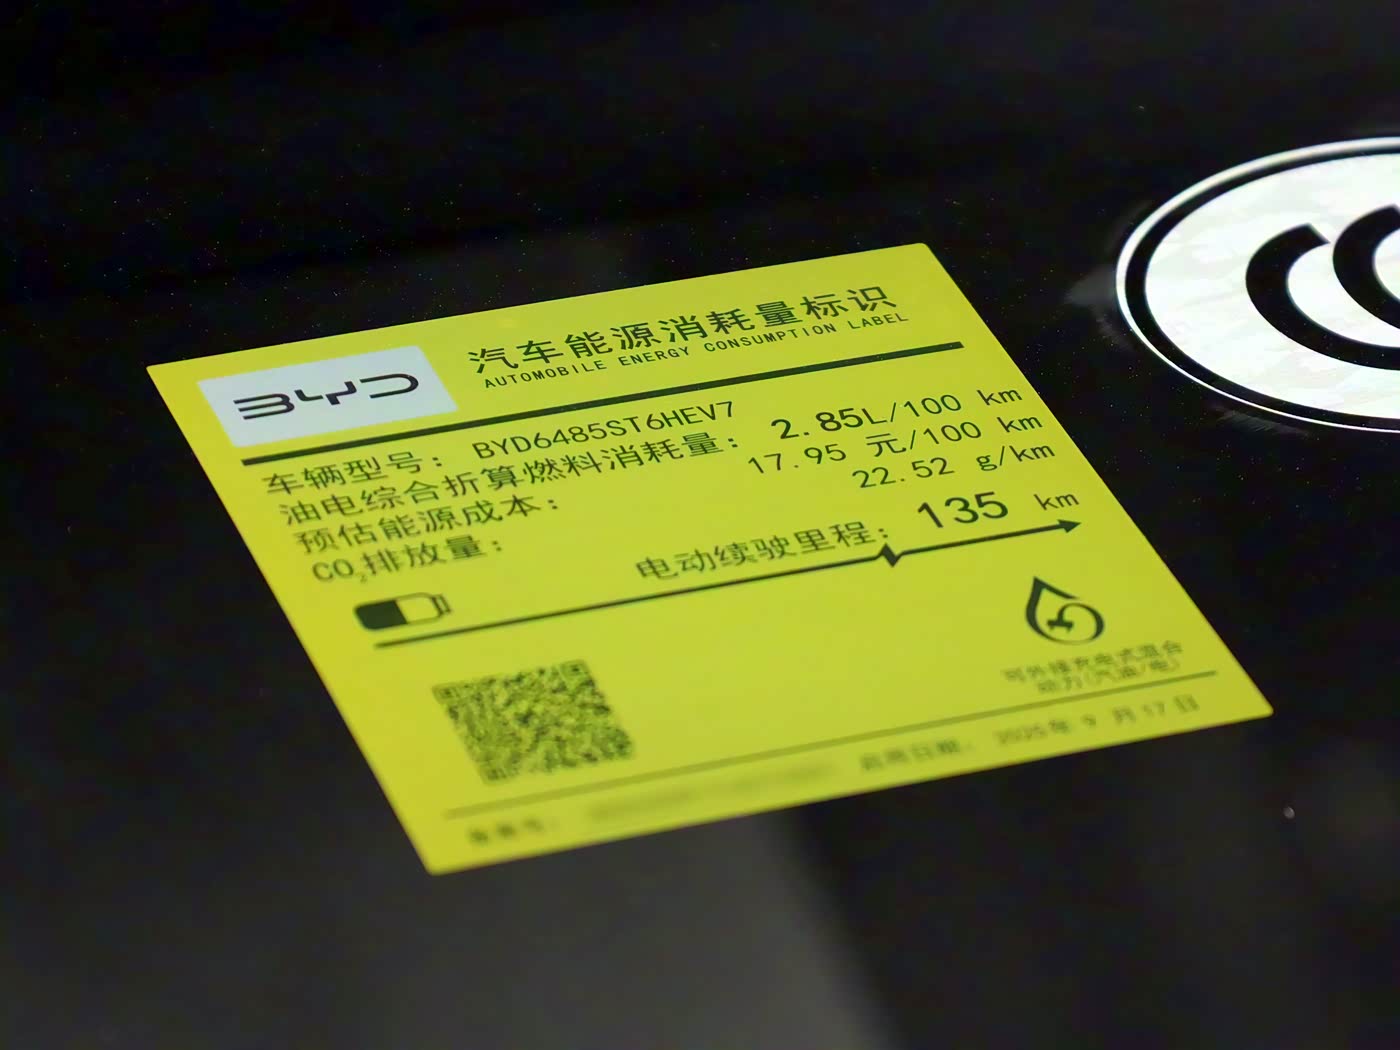 BYD
汽车能源消耗量标识
AUTOMOBILE ENERGY CONSUMPTION LABEL
车辆型号: BYD6485ST6HEV7
油电综合折算燃料消耗量: 2.85L/100 km
预估能源成本: 17.95 元/100 km
CO₂排放量: 22.52 g/km
电动续驶里程: 135 km
可外接充电式混合
动力(汽油/电)
备案号:
启用日期: 2025年 9 月 17 日